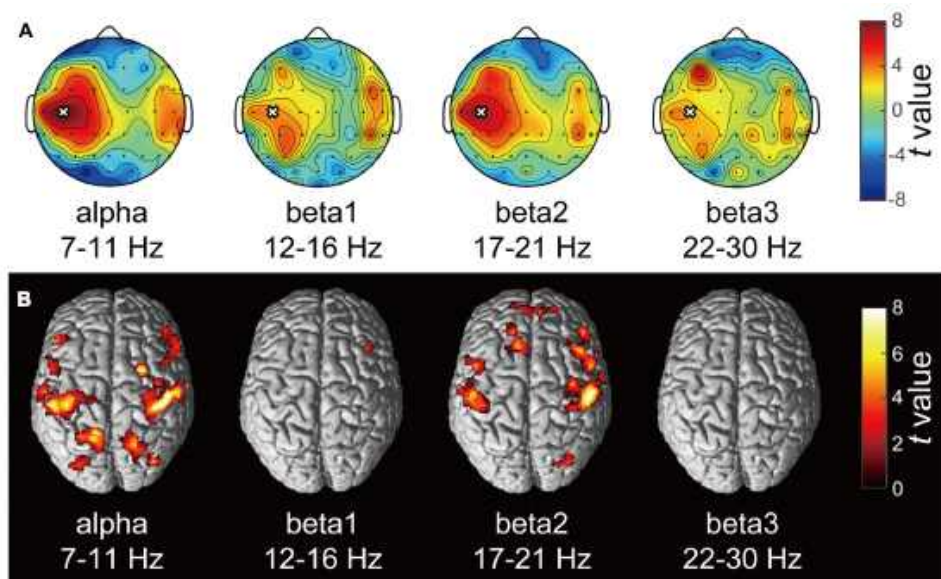 A
alpha
7-11 Hz
beta1
12-16 Hz
beta2
17-21 Hz
beta3
22-30 Hz
8
4
0
-4
-8
t value
B
alpha
7-11 Hz
beta1
12-16 Hz
beta2
17-21 Hz
beta3
22-30 Hz
8
6
4
2
0
t value